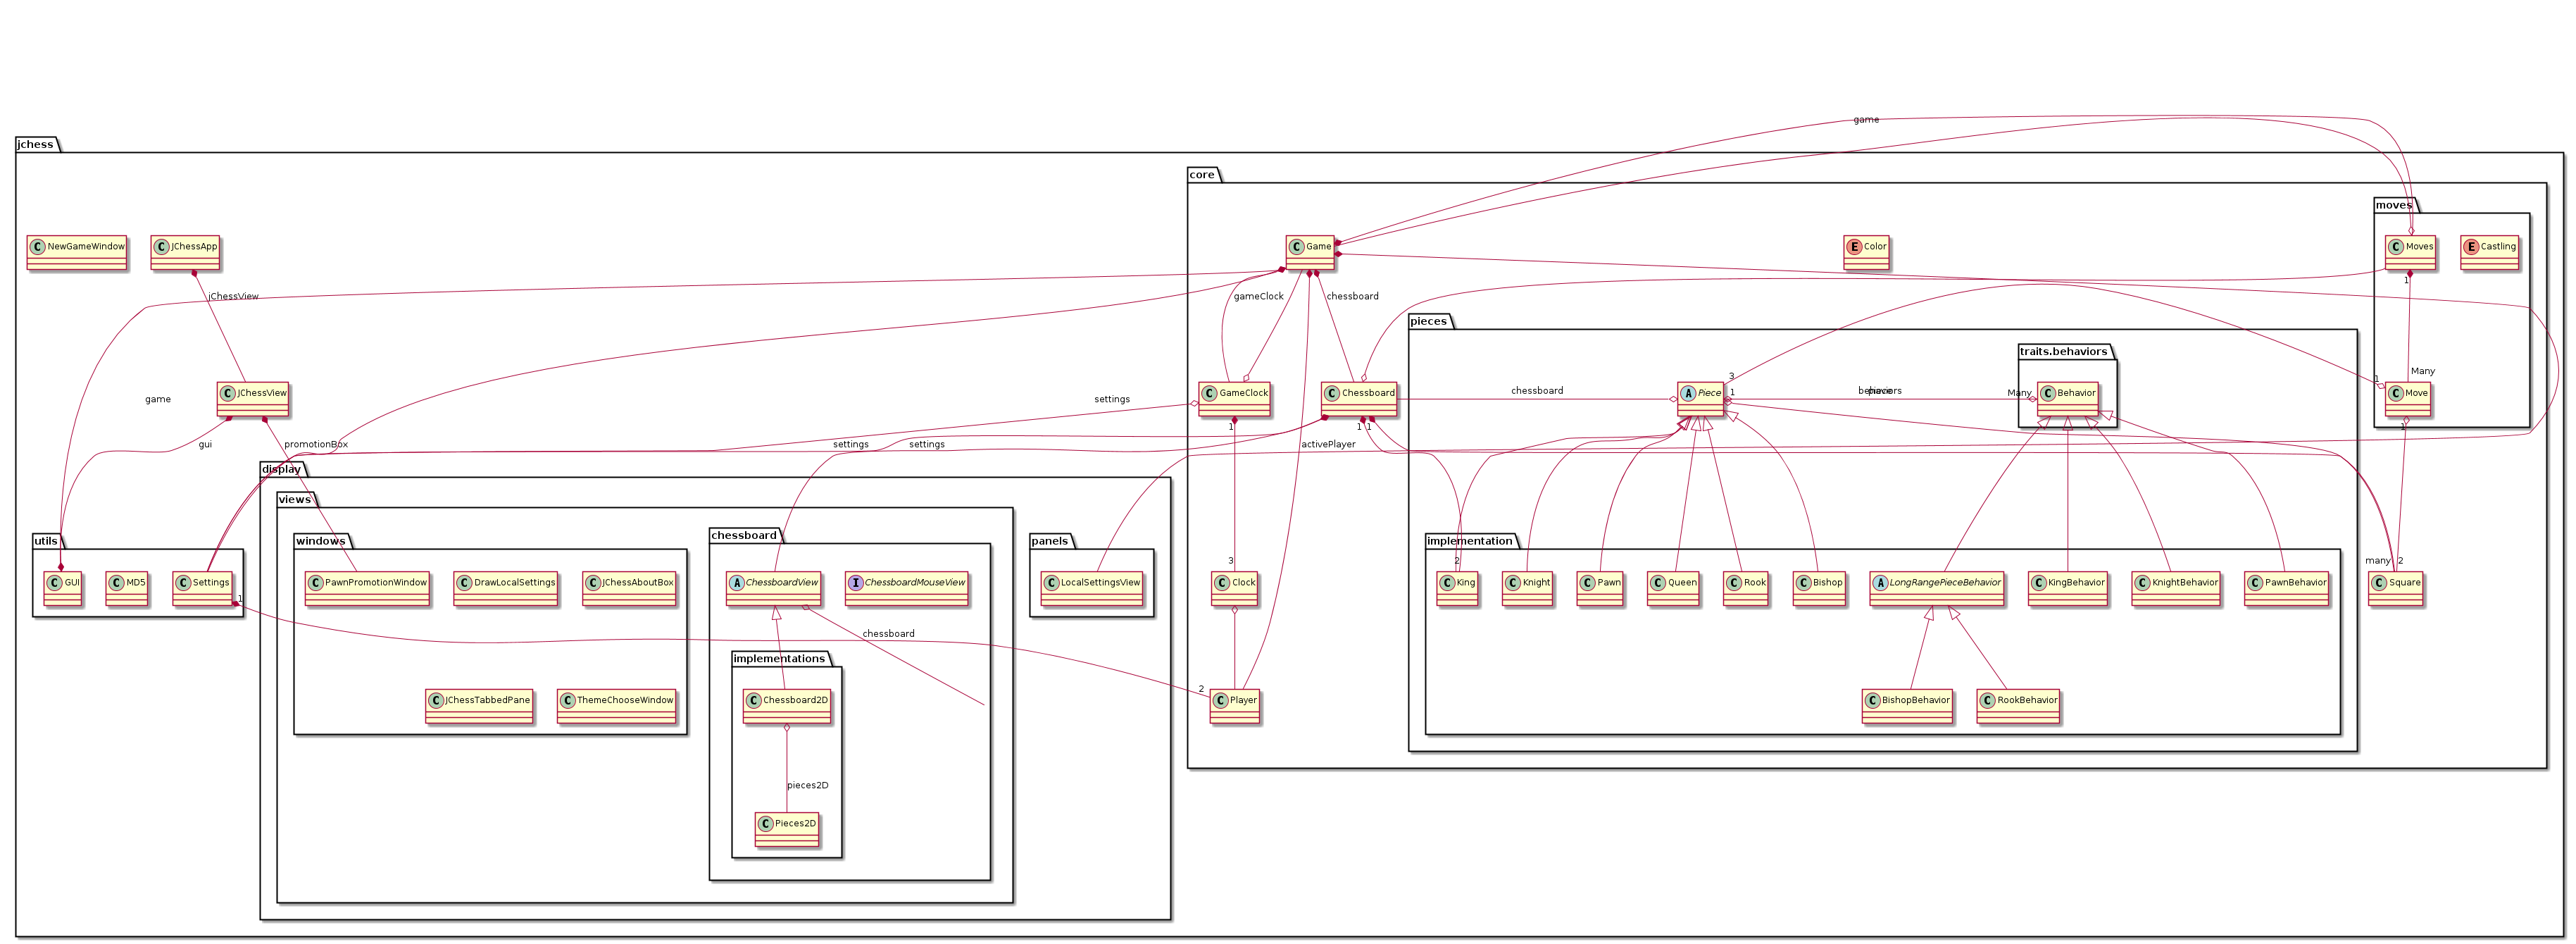 game
jchess
core
moves
C NewGameWindow
C JChessApp
C Game
E Color
C Moves
E Castling
jChessView
gameClock
chessboard
1
pieces
traits.behaviors
Many
3
1
C JChessView
C GameClock
C Chessboard
chessboard
A Piece
1
behaviors
piece
Many
C Behavior
C Move
game
settings
1
1
1
1
gui
promotionBox
settings
settings
activePlayer
display
views
utils
windows
chessboard
panels
implementation
3
2
many
2
C GUI
C MD5
C Settings
C PawnPromotionWindow
C DrawLocalSettings
C JChessAboutBox
A ChessboardView
I ChessboardMouseView
C LocalSettingsView
C Clock
C King
C Knight
C Pawn
C Queen
C Rook
C Bishop
A LongRangePieceBehavior
C KingBehavior
C KnightBehavior
C PawnBehavior
C Square
1
chessboard
implementations
2
C JChessTabbedPane
C ThemeChooseWindow
C Chessboard2D
C Player
C BishopBehavior
C RookBehavior
pieces2D
C Pieces2D